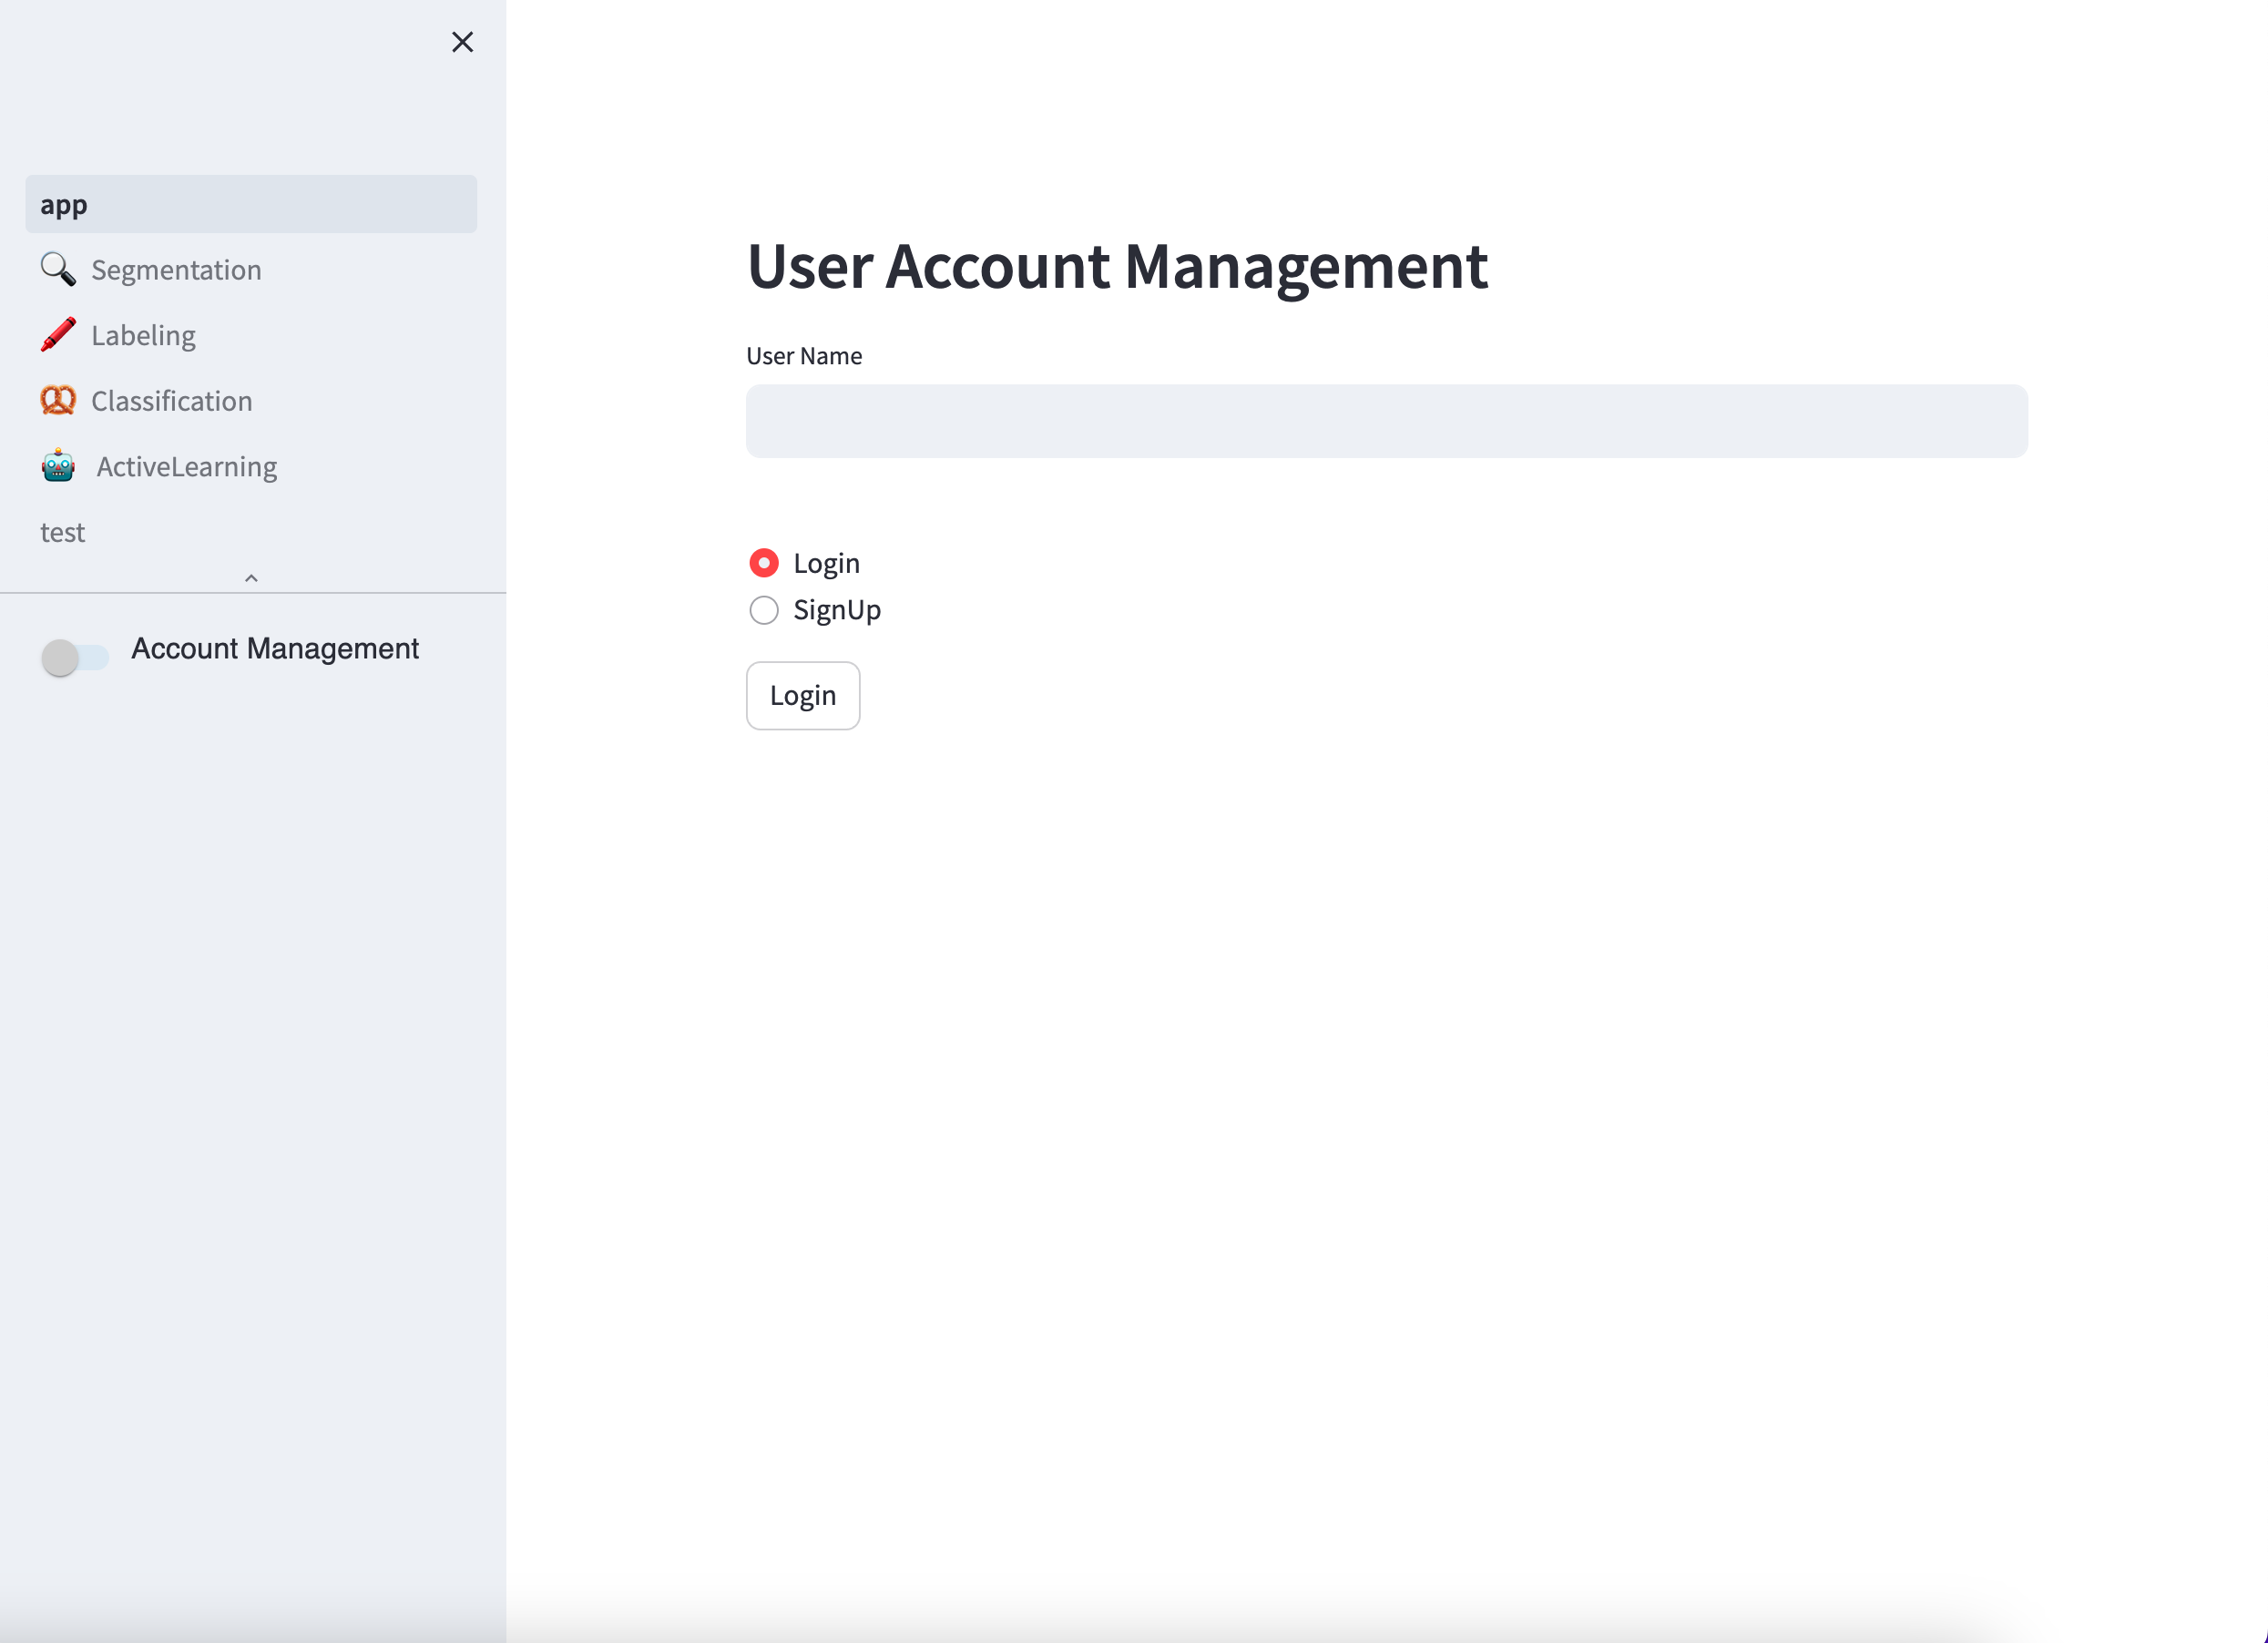 app
Segmentation
Labeling
Classification
ActiveLearning
test
Account Management
User Account Management
User Name
Login
SignUp
Login